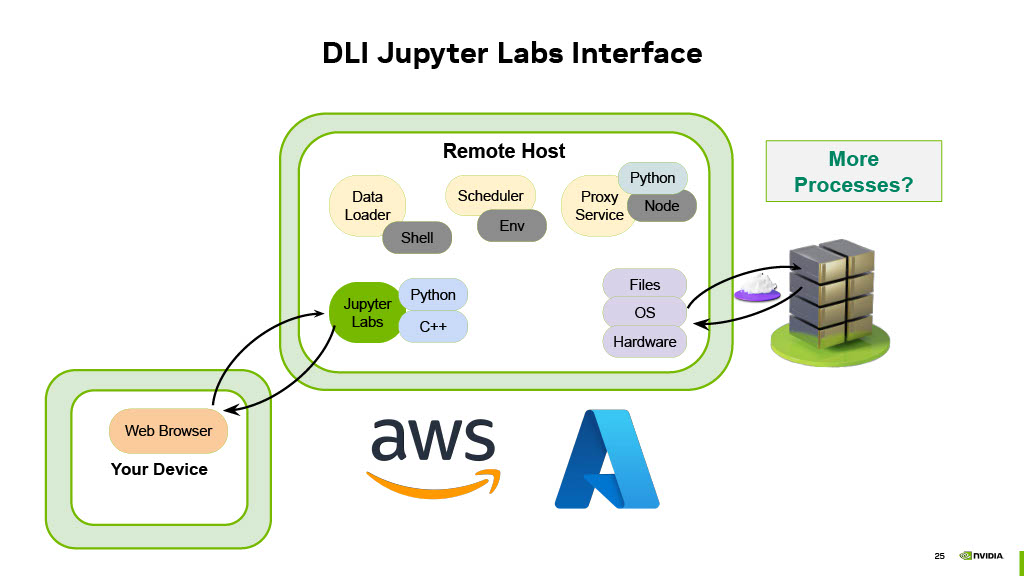 DLI Jupyter Labs Interface
Remote Host
More
Processes?
Data
Loader
Shell
Scheduler
Env
Proxy
Service
Python
Node
Jupyter
Labs
Python
C++
Files
OS
Hardware
Web Browser
Your Device
aws
25
NVIDIA